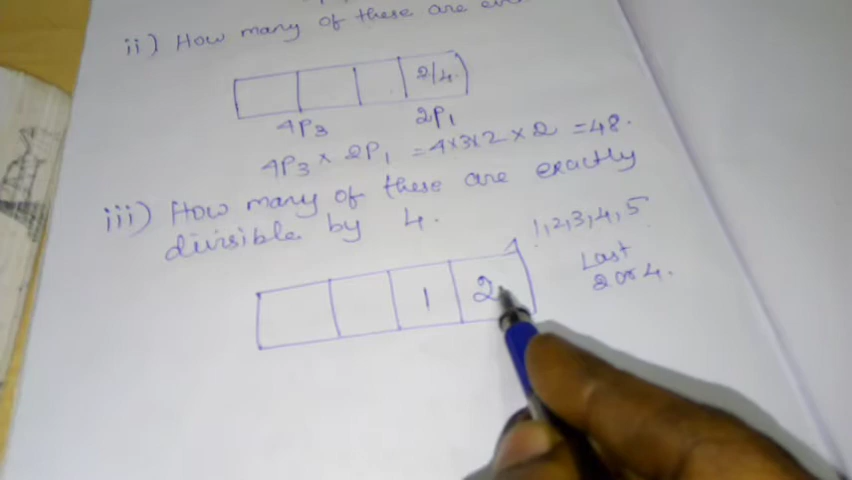 ii) How many of these are even
2/4
4P3 2P1
4P3 × 2P1 = 4×3×2 × 2 = 48.
iii) How many of these are exactly
divisible by 4.
1,2,3,4,5
Last
2 or 4.
1 2